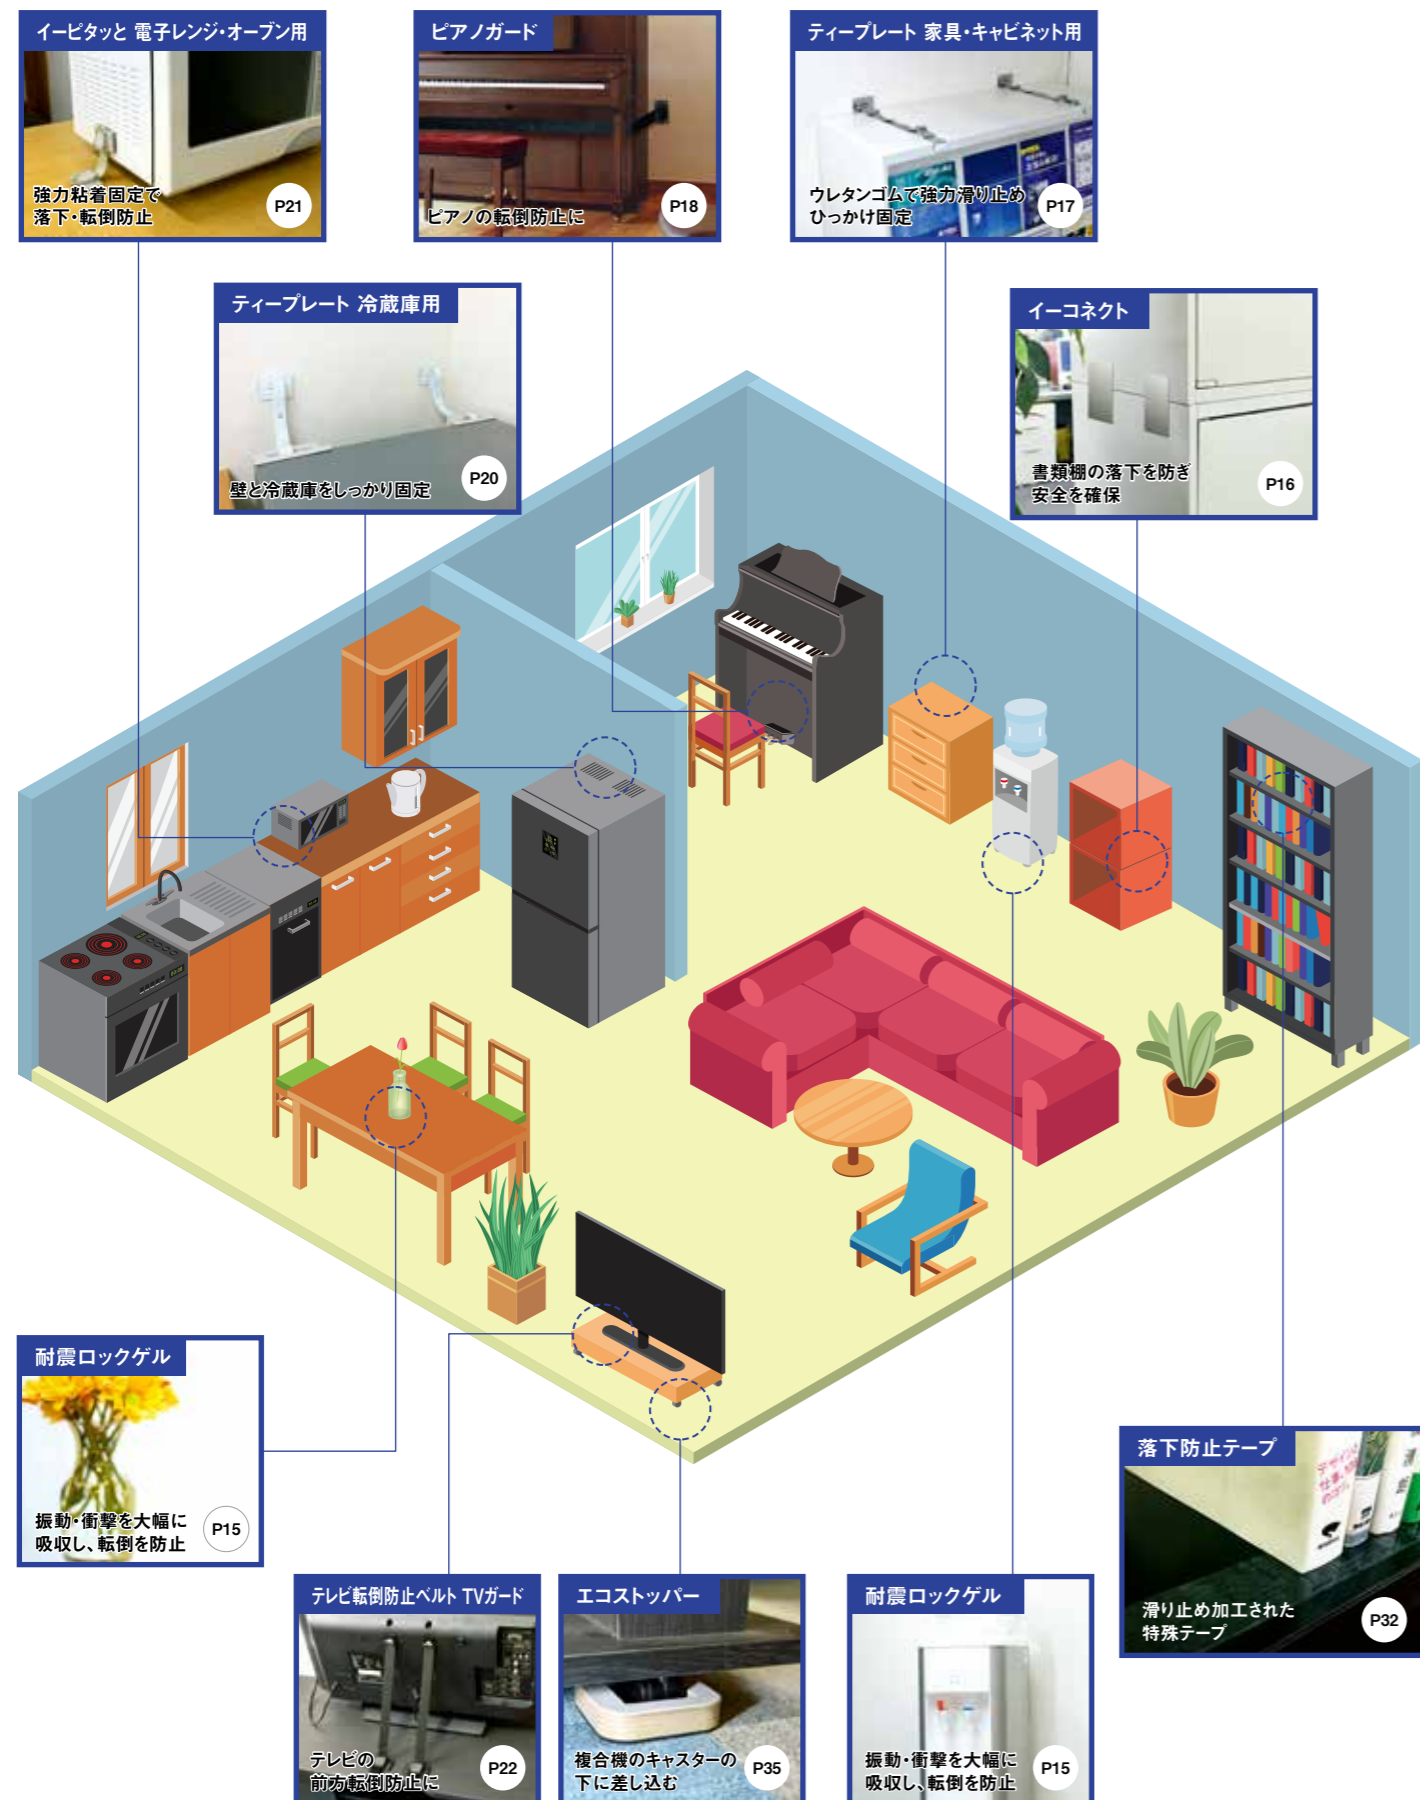 イーピタッと 電子レンジ・オーブン用
強力粘着固定で
落下・転倒防止
P21
ピアノガード
ピアノの転倒防止に
P18
ティープレート 家具・キャビネット用
ウレタンゴムで強力滑り止め
ひっかけ固定
P17
ティープレート 冷蔵庫用
壁と冷蔵庫をしっかり固定
P20
イーコネクト
書類棚の落下を防ぎ
安全を確保
P16
耐震ロックゲル
振動・衝撃を大幅に
吸収し、転倒を防止
P15
テレビ転倒防止ベルト TVガード
テレビの
前方転倒防止に
P22
エコストッパー
複合機のキャスターの
下に差し込む
P35
耐震ロックゲル
振動・衝撃を大幅に
吸収し、転倒を防止
P15
落下防止テープ
滑り止め加工された
特殊テープ
P32